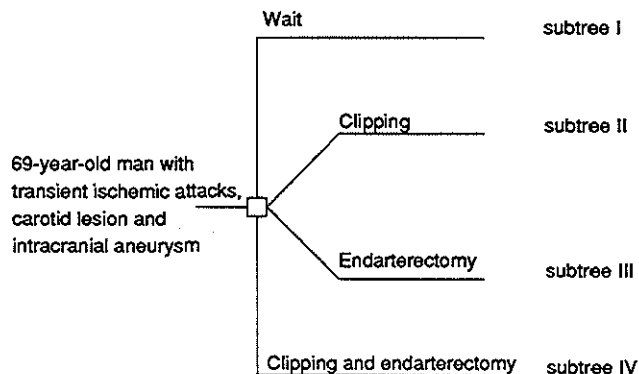 Wait
subtree I
Clipping
subtree II
69-year-old man with
transient ischemic attacks,
carotid lesion and
intracranial aneurysm
Endarterectomy
subtree III
Clipping and endarterectomy
subtree IV